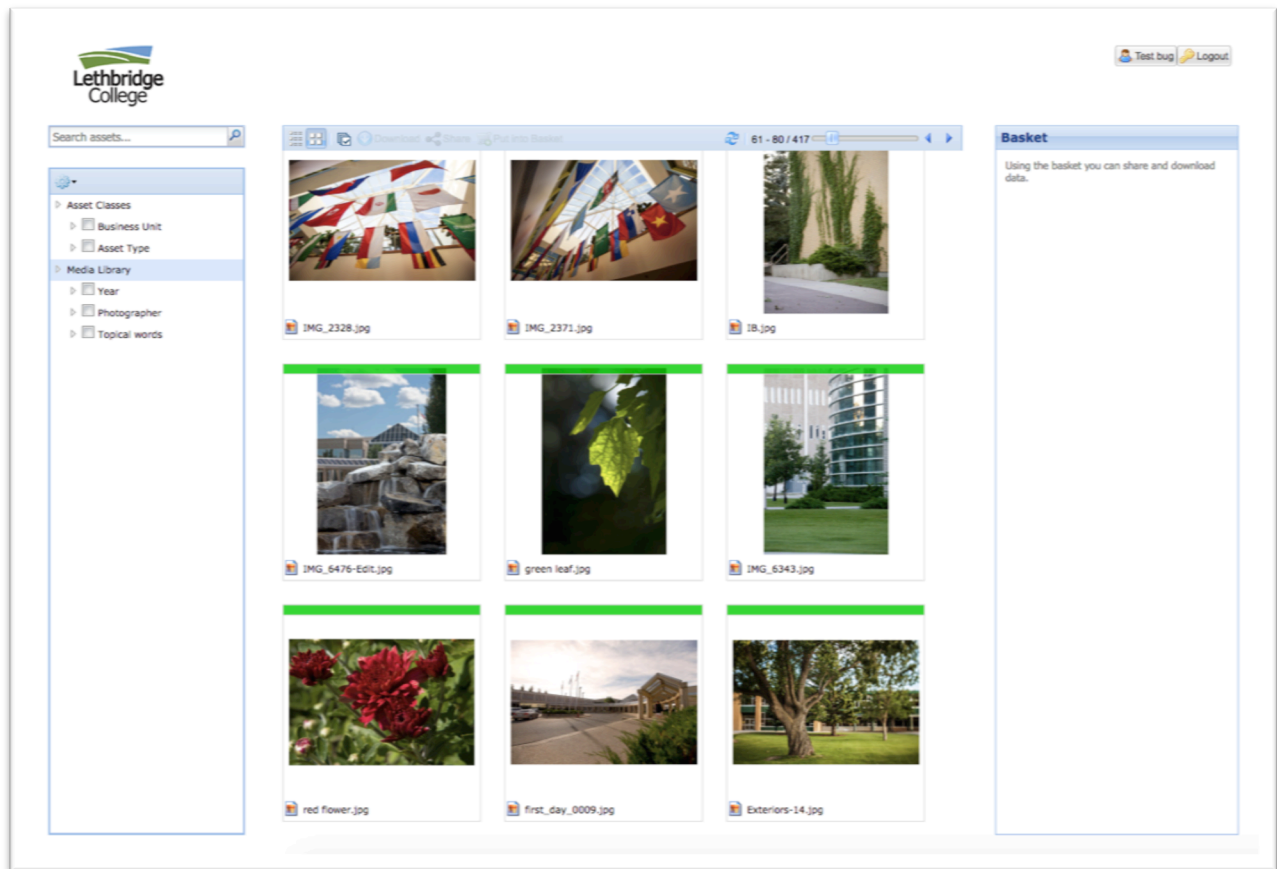 Lethbridge
College
Test bug Logout
Search assets...
Download Share Put into Basket
61 - 80 / 417
Basket
Using the basket you can share and download
data.
Asset Classes
Business Unit
Asset Type
Media Library
Year
Photographer
Topical words
IMG_2328.jpg IMG_2371.jpg IB.jpg
IMG_6476-Edit.jpg green leaf.jpg IMG_6343.jpg
red flower.jpg first_day_0009.jpg Exteriors-14.jpg